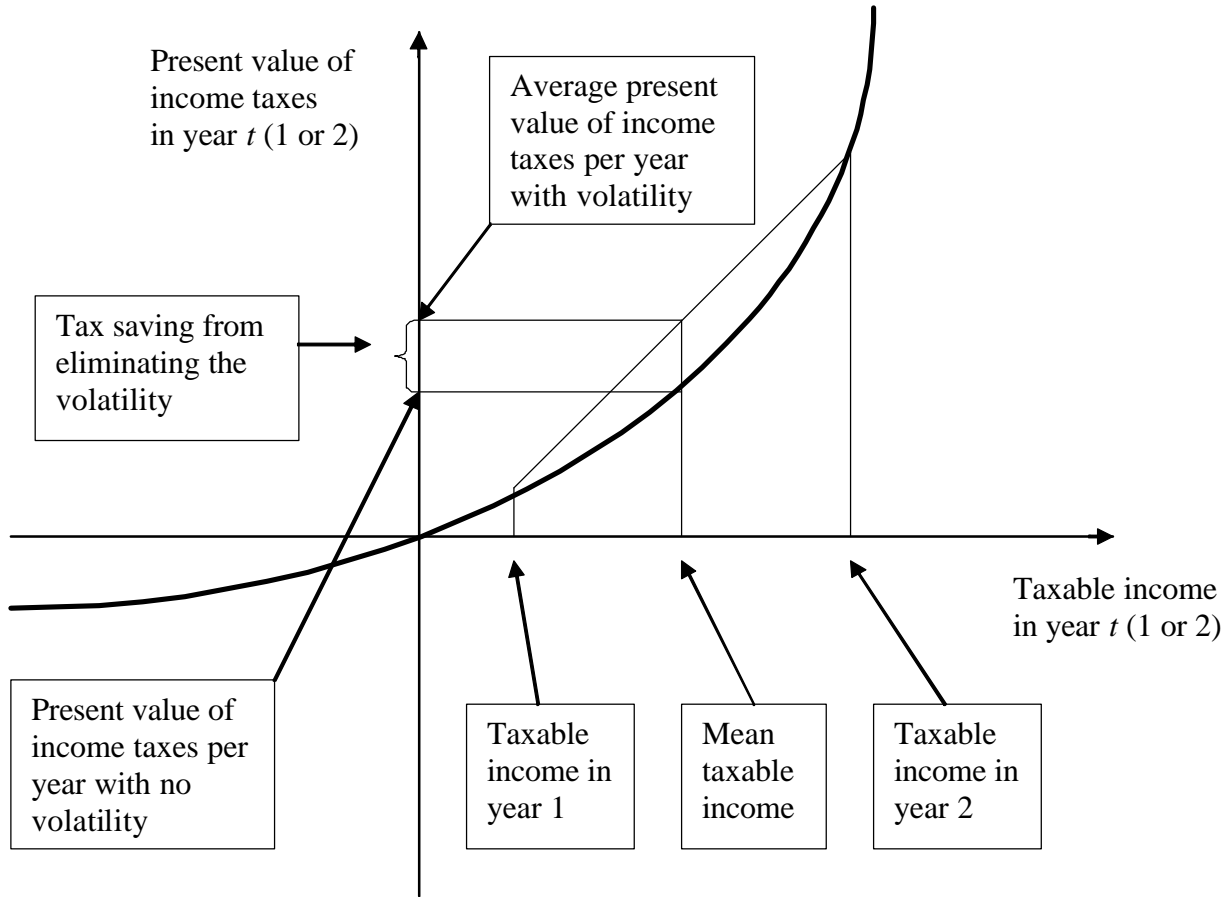 Present value of
income taxes
in year t (1 or 2)
Average present
value of income
taxes per year
with volatility
Tax saving from
eliminating the
volatility
Taxable income
in year t (1 or 2)
Present value of
income taxes per
year with no
volatility
Taxable
income in
year 1
Mean
taxable
income
Taxable
income in
year 2